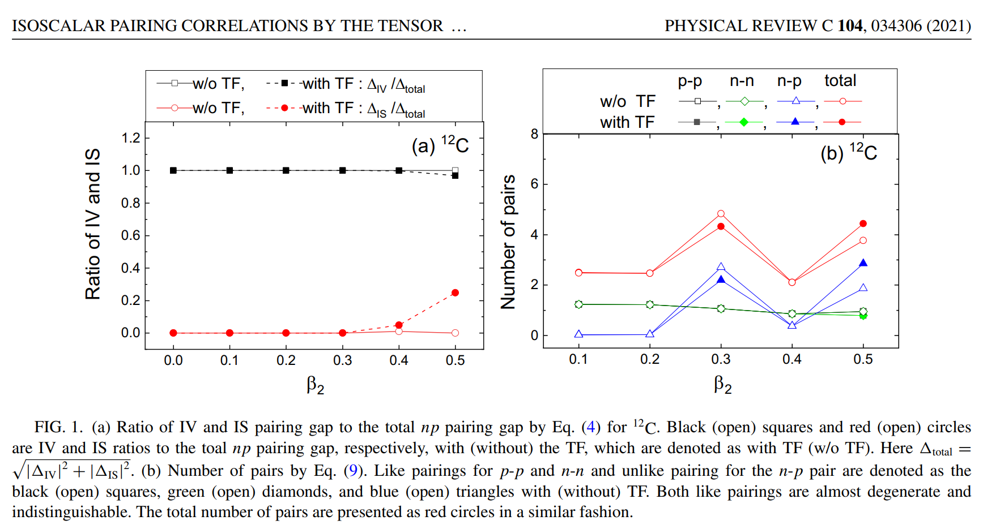 ISOSCALAR PAIRING CORRELATIONS BY THE TENSOR …
PHYSICAL REVIEW C 104, 034306 (2021)
w/o TF, with TF : Δ_IV /Δ_total
w/o TF, with TF : Δ_IS /Δ_total
(a) ¹²C
Ratio of IV and IS
1.2
1.0
0.8
0.6
0.4
0.2
0.0
0.0 0.1 0.2 0.3 0.4 0.5
β₂
p-p n-n n-p total
w/o TF , , ,
with TF , , ,
(b) ¹²C
Number of pairs
8
6
4
2
0
0.1 0.2 0.3 0.4 0.5
β₂
FIG. 1. (a) Ratio of IV and IS pairing gap to the total np pairing gap by Eq. (4) for ¹²C. Black (open) squares and red (open) circles
are IV and IS ratios to the toal np pairing gap, respectively, with (without) the TF, which are denoted as with TF (w/o TF). Here Δ_total =
√|Δ_IV|² + |Δ_IS|². (b) Number of pairs by Eq. (9). Like pairings for p-p and n-n and unlike pairing for the n-p pair are denoted as the
black (open) squares, green (open) diamonds, and blue (open) triangles with (without) TF. Both like pairings are almost degenerate and
indistinguishable. The total number of pairs are presented as red circles in a similar fashion.